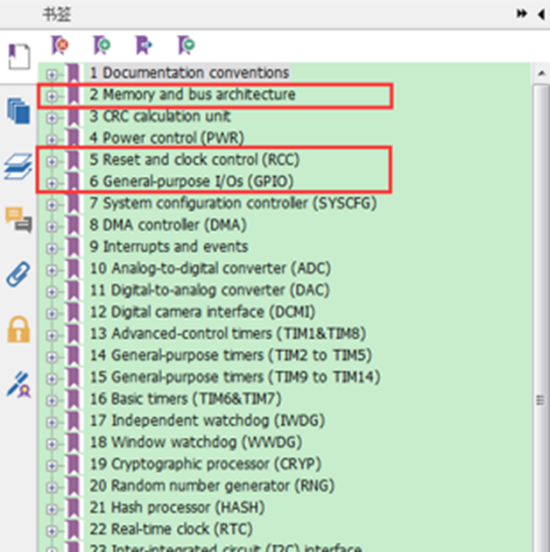 书签
1 Documentation conventions
2 Memory and bus architecture
3 CRC calculation unit
4 Power control (PWR)
5 Reset and clock control (RCC)
6 General-purpose I/Os (GPIO)
7 System configuration controller (SYSCFG)
8 DMA controller (DMA)
9 Interrupts and events
10 Analog-to-digital converter (ADC)
11 Digital-to-analog converter (DAC)
12 Digital camera interface (DCMI)
13 Advanced-control timers (TIM1&TIM8)
14 General-purpose timers (TIM2 to TIM5)
15 General-purpose timers (TIM9 to TIM14)
16 Basic timers (TIM6&TIM7)
17 Independent watchdog (IWDG)
18 Window watchdog (WWDG)
19 Cryptographic processor (CRYP)
20 Random number generator (RNG)
21 Hash processor (HASH)
22 Real-time clock (RTC)
23 Inter-integrated circuit (I2C) interface